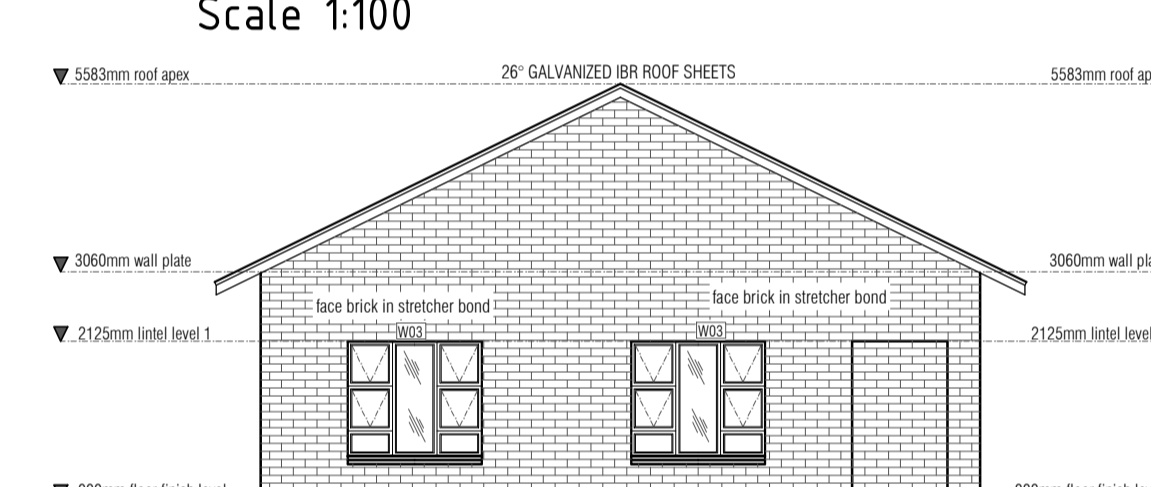 Scale 1:100
5583mm roof apex
26° GALVANIZED IBR ROOF SHEETS
5583mm roof ap
3060mm wall plate
3060mm wall pla
face brick in stretcher bond
face brick in stretcher bond
W03
W03
2125mm lintel level 1
2125mm lintel level